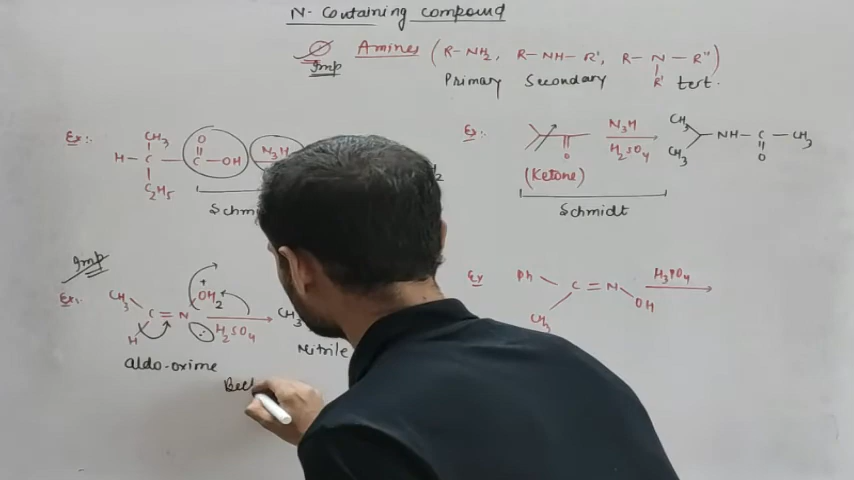 N- Containing compound
Imp
Amines ( R-NH2, R-NH-R', R-N-R'' )
R'
Primary Secondary tert.
Ex:- CH3
O
H-C-C-OH N3H
C2H5
Ex:- N3H
H2SO4
O
(Ketone)
CH3
CH3
NH-C-CH3
O
Schmidt
Imp
Ex:- CH3
C=N
+
OH2
H
H2SO4
CH3
Nitrile
Aldo-oxime
Ex Ph
C=N
OH
CH3
H3PO4